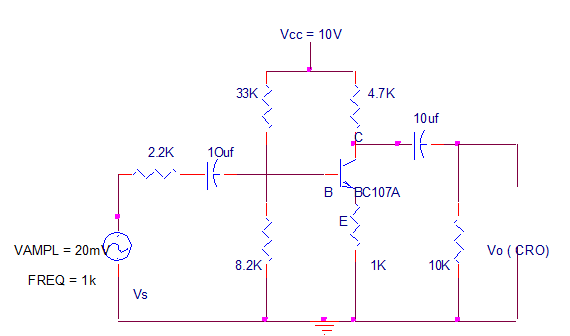 Vcc = 10V
33K
4.7K
10uf
C
2.2K
10uf
B
BC107A
E
VAMPL = 20mV
FREQ = 1k
Vs
8.2K
1K
10K
Vo ( CRO)